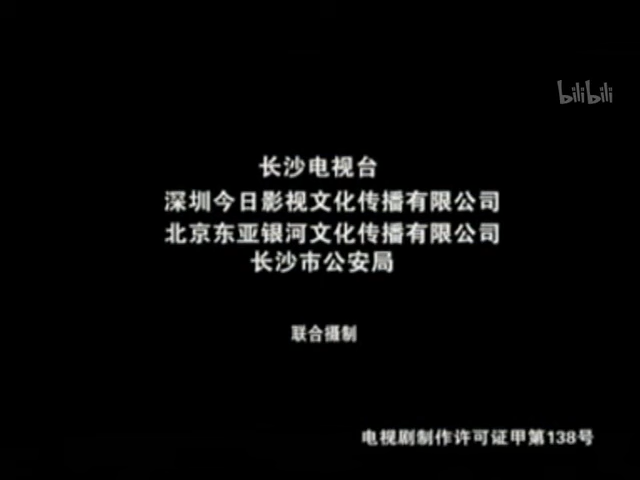 bilibili
长沙电视台
深圳今日影视文化传播有限公司
北京东亚银河文化传播有限公司
长沙市公安局
联合摄制
电视剧制作许可证甲第138号